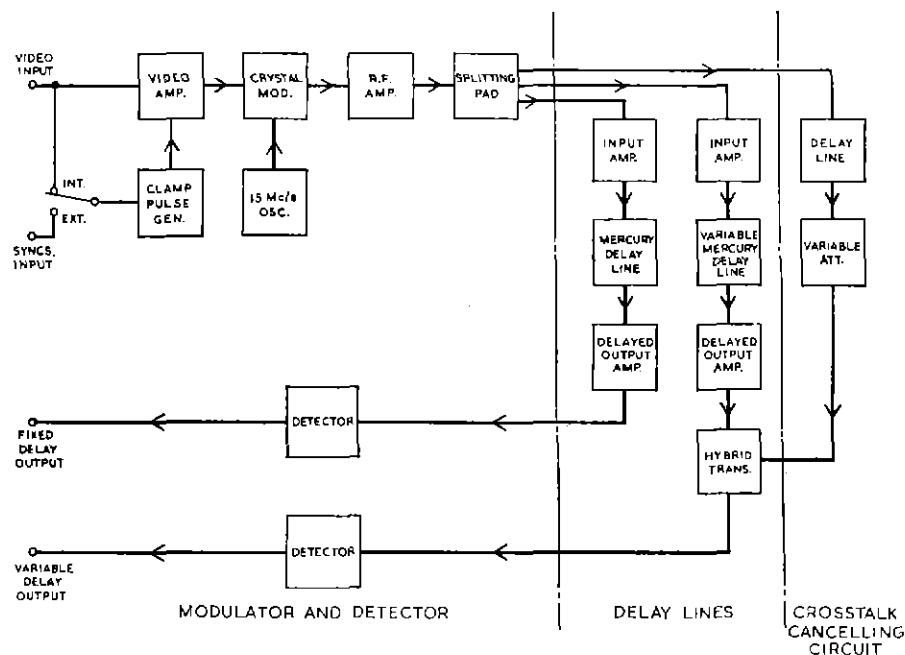 VIDEO
INPUT
VIDEO
AMP.
CRYSTAL
MOD.
R.F.
AMP.
SPLITTING
PAD
INPUT
AMP.
INPUT
AMP.
DELAY
LINE
INT.
EXT.
CLAMP
PULSE
GEN.
15 Mc/s
OSC.
SYNCS.
INPUT
MERCURY
DELAY
LINE
VARIABLE
MERCURY
DELAY
LINE
VARIABLE
ATT.
DELAYED
OUTPUT
AMP.
DELAYED
OUTPUT
AMP.
DETECTOR
FIXED
DELAY
OUTPUT
HYBRID
TRANS.
DETECTOR
VARIABLE
DELAY
OUTPUT
MODULATOR AND DETECTOR
DELAY LINES
CROSSTALK
CANCELLING
CIRCUIT